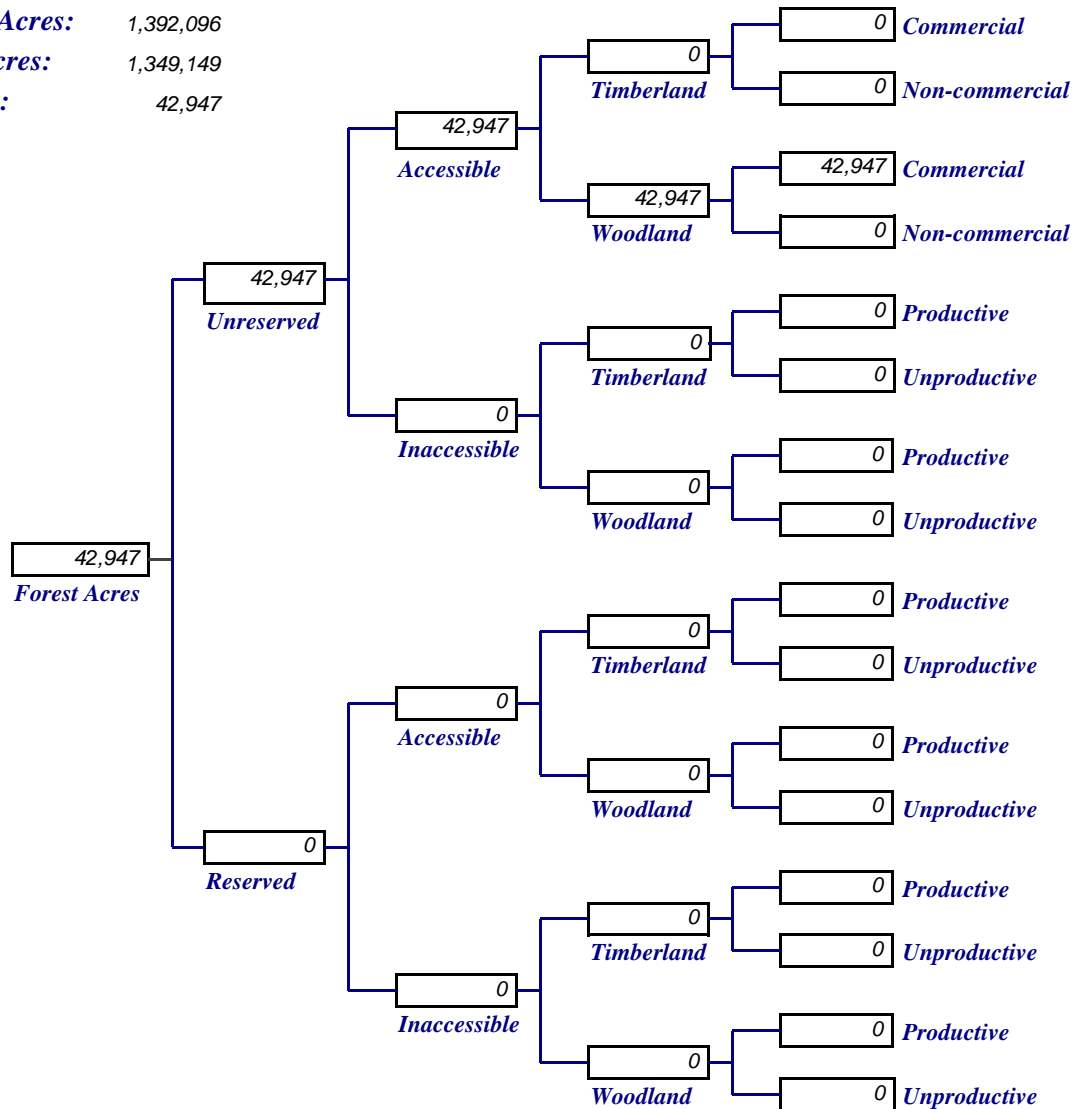 Acres: 1,392,096
cres: 1,349,149
: 42,947
0 Commercial
0
Timberland
0 Non-commercial
42,947
Accessible
42,947 Commercial
42,947
Woodland
0 Non-commercial
42,947
Unreserved
0 Productive
0
Timberland
0 Unproductive
0
Inaccessible
0 Productive
0
Woodland
0 Unproductive
42,947
Forest Acres
0 Productive
0
Timberland
0 Unproductive
0
Accessible
0 Productive
0
Woodland
0 Unproductive
0
Reserved
0 Productive
0
Timberland
0 Unproductive
0
Inaccessible
0 Productive
0
Woodland
0 Unproductive